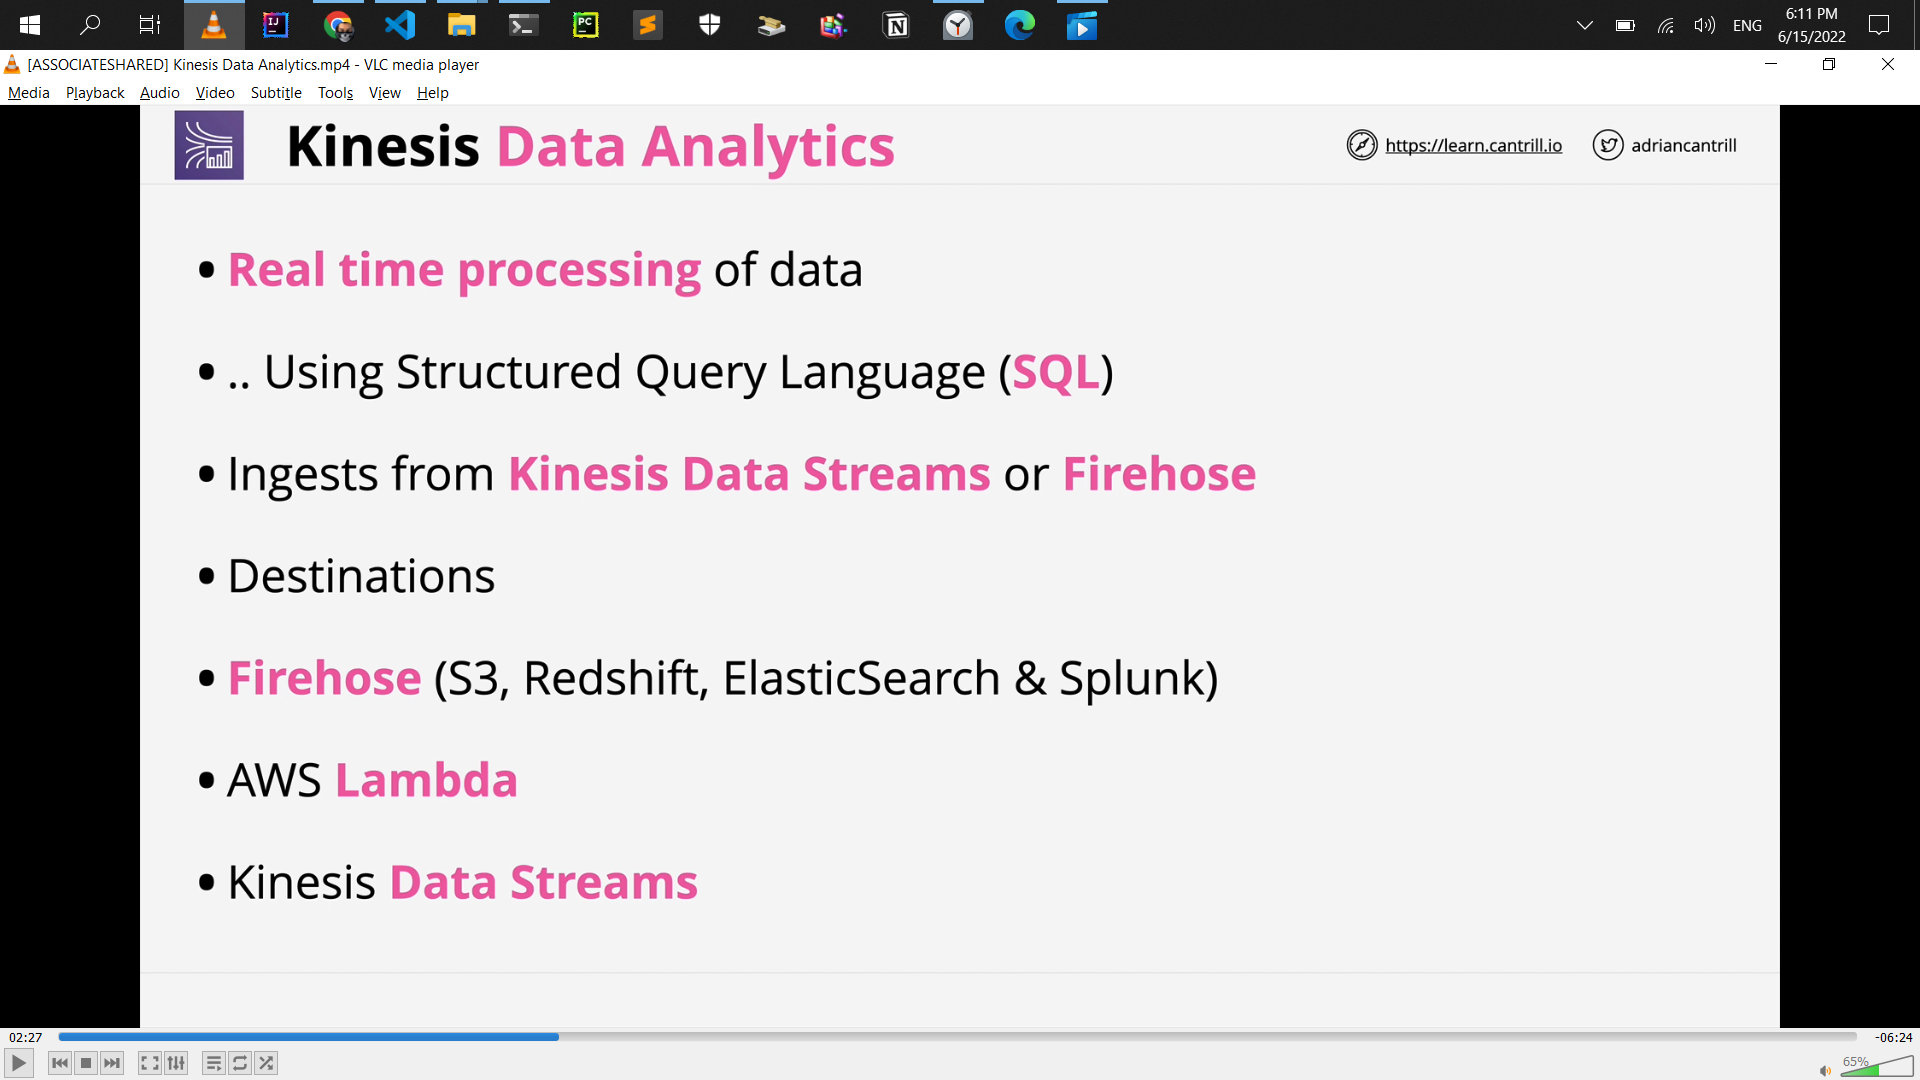 6:11 PM
ENG
6/15/2022
[ASSOCIATESHARED] Kinesis Data Analytics.mp4 - VLC media player
Media Playback Audio Video Subtitle Tools View Help
Kinesis Data Analytics
https://learn.cantrill.io
adriancantrill
• Real time processing of data
• .. Using Structured Query Language (SQL)
• Ingests from Kinesis Data Streams or Firehose
• Destinations
• Firehose (S3, Redshift, ElasticSearch & Splunk)
• AWS Lambda
• Kinesis Data Streams
02:27
-06:24
65%